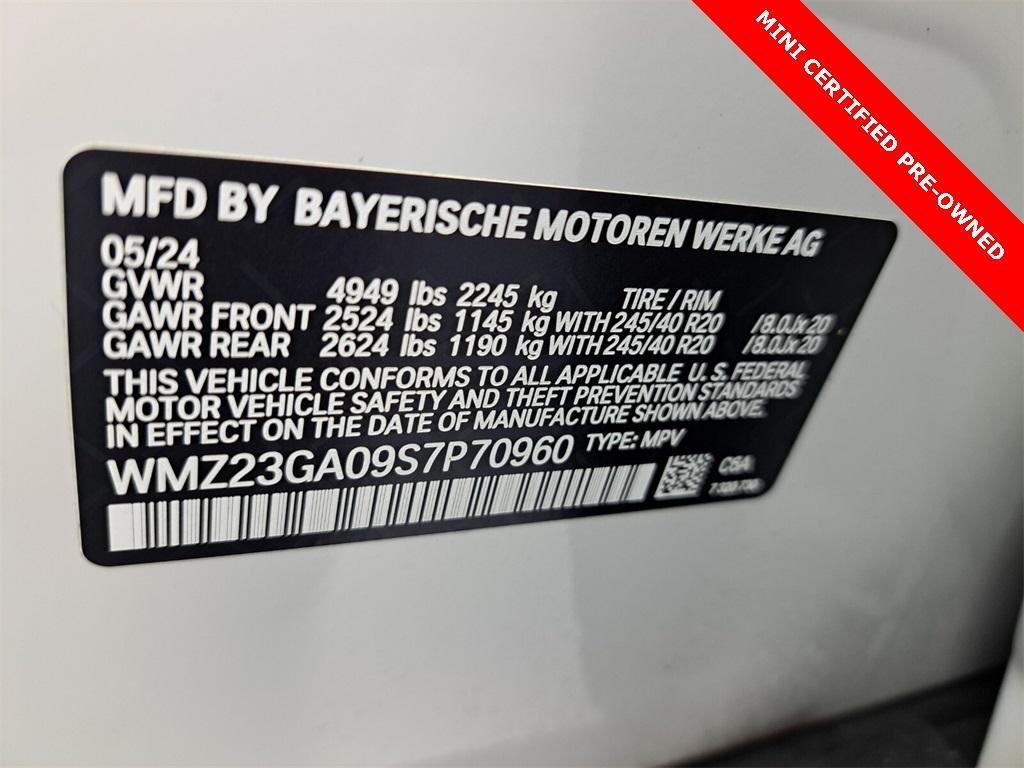 MINI CERTIFIED PRE-OWNED
MFD BY BAYERISCHE MOTOREN WERKE AG
05/24
GVWR 4949 lbs 2245 kg TIRE / RIM
GAWR FRONT 2524 lbs 1145 kg WITH 245/40 R20 /8.0Jx20
GAWR REAR 2624 lbs 1190 kg WITH 245/40 R20 /8.0Jx20
THIS VEHICLE CONFORMS TO ALL APPLICABLE U.S. FEDERAL
MOTOR VEHICLE SAFETY AND THEFT PREVENTION STANDARDS
IN EFFECT ON THE DATE OF MANUFACTURE SHOWN ABOVE.
WMZ23GA09S7P70960 TYPE: MPV
C6A